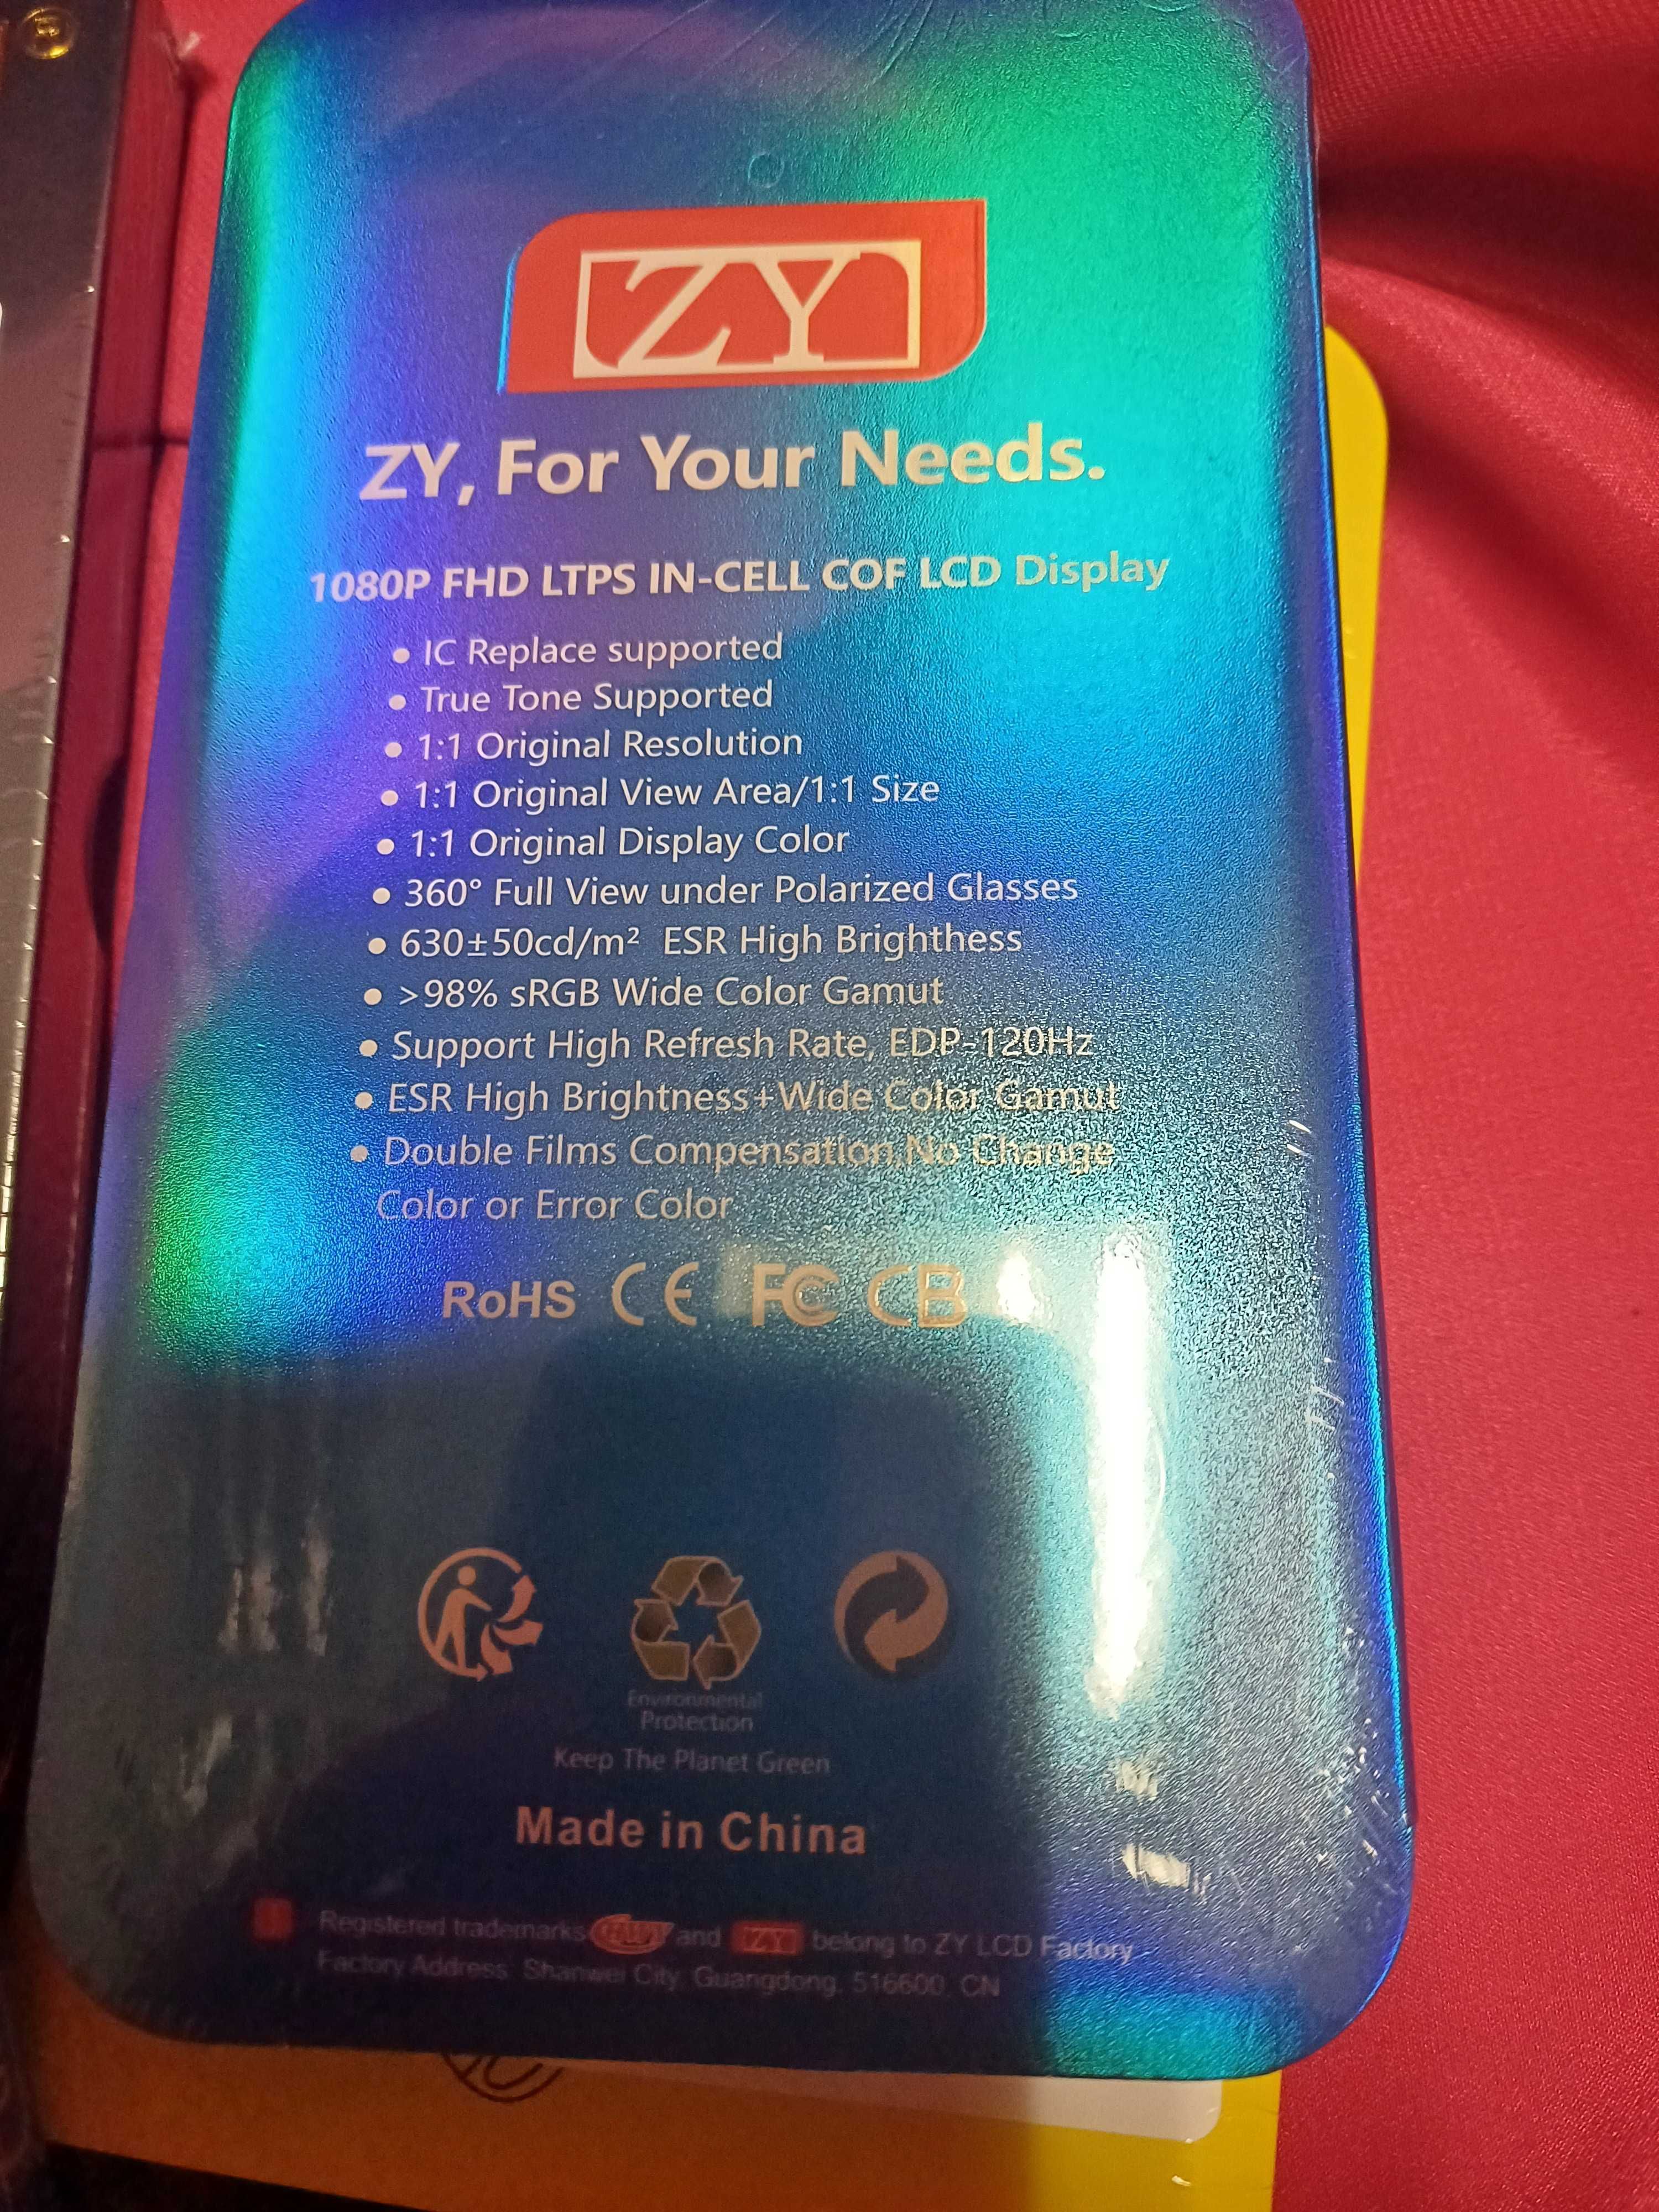 ZY
ZY, For Your Needs.
1080P FHD LTPS IN-CELL COF LCD Display
• IC Replace supported
• True Tone Supported
• 1:1 Original Resolution
• 1:1 Original View Area/1:1 Size
• 1:1 Original Display Color
• 360° Full View under Polarized Glasses
• 630±50cd/m² ESR High Brighthess
• >98% sRGB Wide Color Gamut
• Support High Refresh Rate, EDP-120Hz
• ESR High Brightness+Wide Color Gamut
• Double Films Compensation,No Change
Color or Error Color
RoHS CE FC CB
Environmental
Protection
Keep The Planet Green
Made in China
Registered trademarks and ZY belong to ZY LCD Factory
Factory Address: Shanwei City, Guangdong, 516600, CN